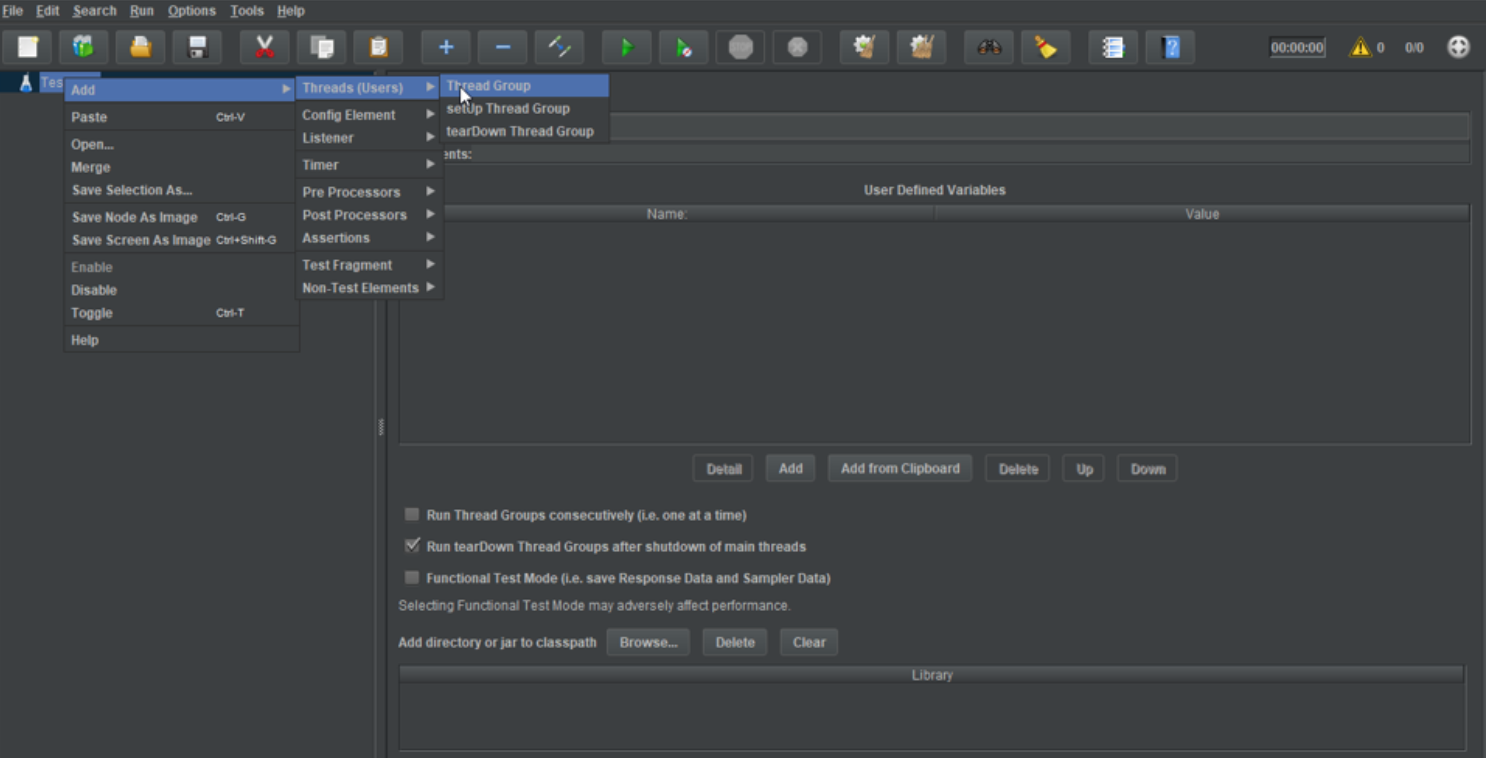 File Edit Search Run Options Tools Help
00:00:00 0 0/0
Tes
Add
Paste Ctrl-V
Open...
Merge
Save Selection As...
Save Node As Image Ctrl-G
Save Screen As Image Ctrl+Shift-G
Enable
Disable
Toggle Ctrl-T
Help
Threads (Users)
Config Element
Listener
Timer
Pre Processors
Post Processors
Assertions
Test Fragment
Non-Test Elements
Thread Group
setUp Thread Group
tearDown Thread Group
ents:
User Defined Variables
Name: Value
Detail Add Add from Clipboard Delete Up Down
Run Thread Groups consecutively (i.e. one at a time)
Run tearDown Thread Groups after shutdown of main threads
Functional Test Mode (i.e. save Response Data and Sampler Data)
Selecting Functional Test Mode may adversely affect performance.
Add directory or jar to classpath Browse... Delete Clear
Library